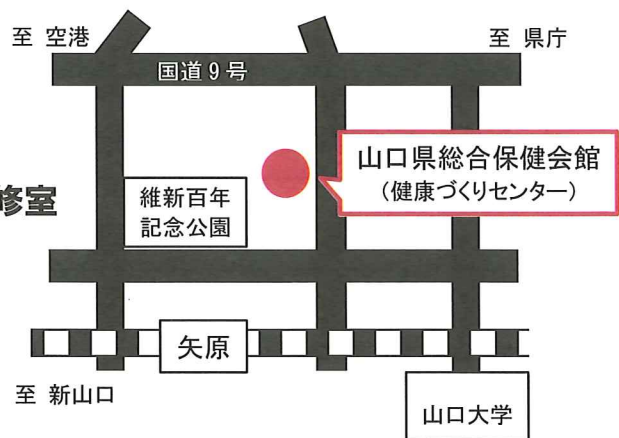 至 空港
至 県庁
国道9号
山口県総合保健会館
(健康づくりセンター)
修室
維新百年
記念公園
矢原
至 新山口
山口大学